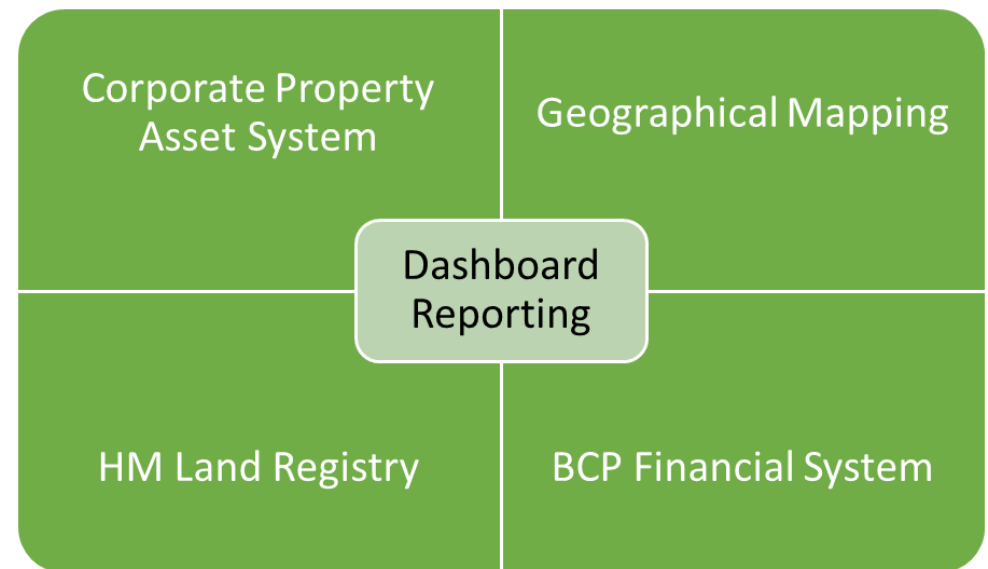 Corporate Property
Asset System
Geographical Mapping
Dashboard
Reporting
HM Land Registry
BCP Financial System